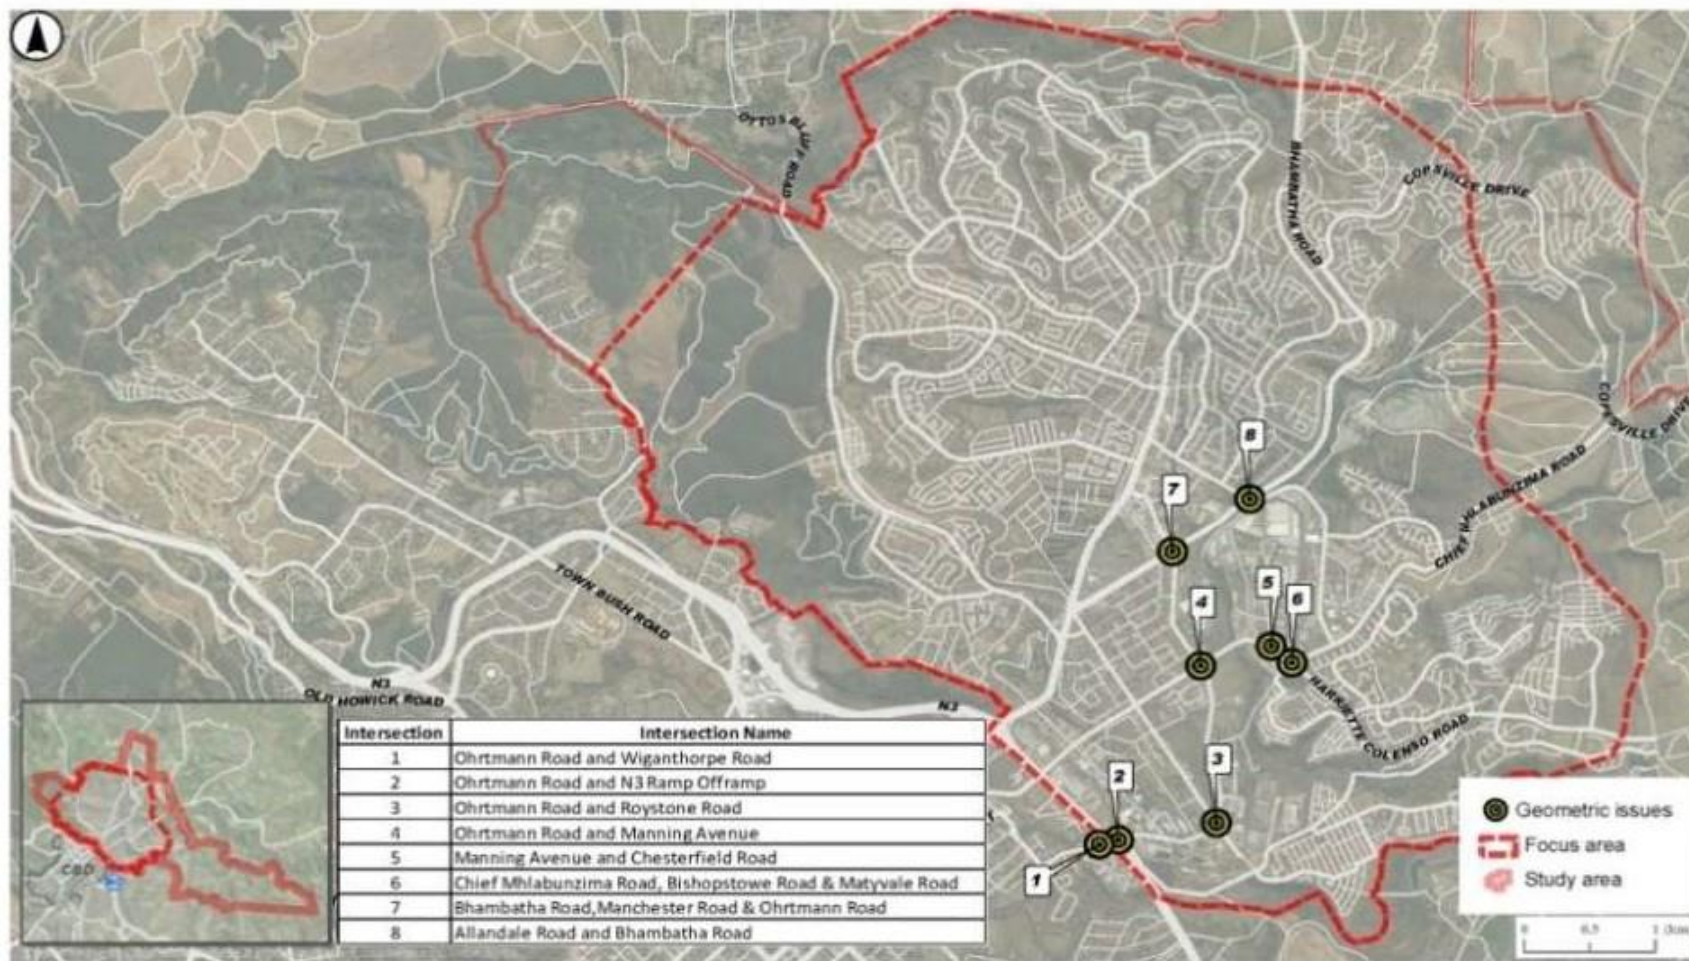 OTTOS BLUFF ROAD
BHAMBATHA ROAD
COPSVILLE DRIVE
COPESVILLE DRIVE
CHIEF MHLABUNZIMA ROAD
8
7
5
6
4
TOWN BUSH ROAD
HARRIETTE COLENSO ROAD
N3
OLD HOWICK ROAD
N3
3
2
1
CBD
Intersection Intersection Name
1 Ohrtmann Road and Wiganthorpe Road
2 Ohrtmann Road and N3 Ramp Offramp
3 Ohrtmann Road and Roystone Road
4 Ohrtmann Road and Manning Avenue
5 Manning Avenue and Chesterfield Road
6 Chief Mhlabunzima Road, Bishopstowe Road & Matyvale Road
7 Bhambatha Road,Manchester Road & Ohrtmann Road
8 Allandale Road and Bhambatha Road
Geometric issues
Focus area
Study area
0 0.5 1